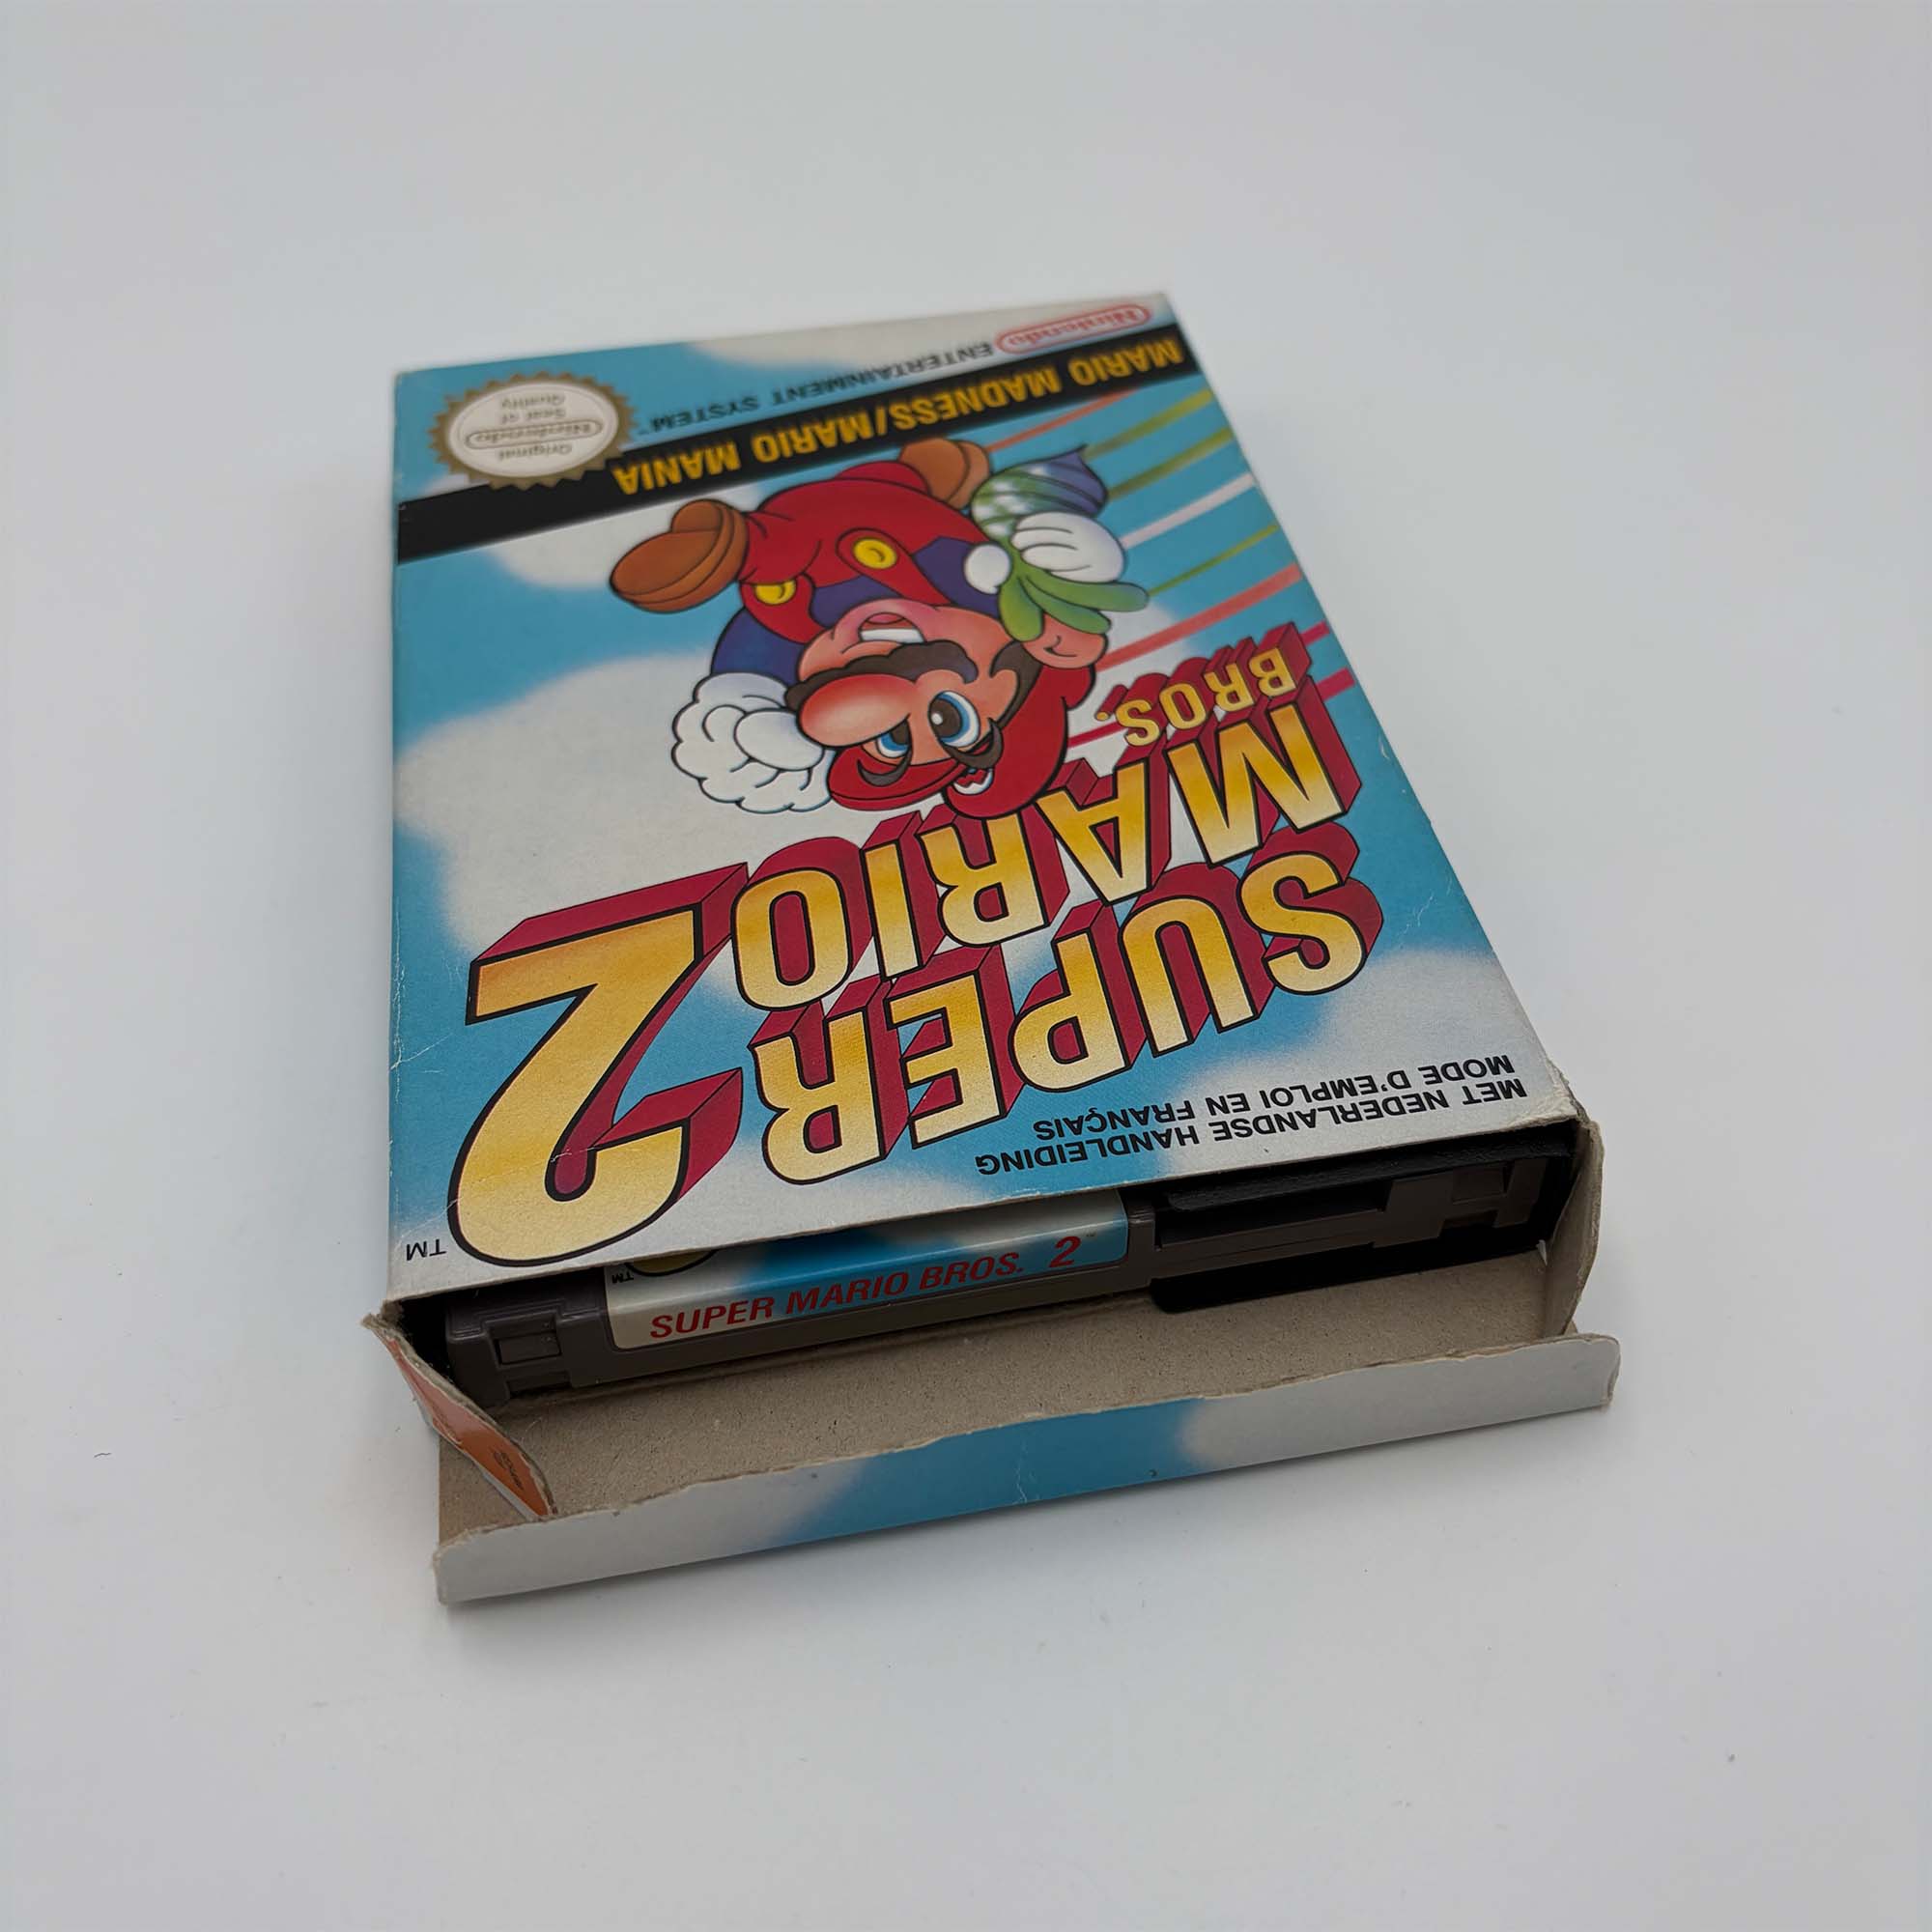 MET NEDERLANDSE HANDLEIDING
MODE D'EMPLOI EN FRANÇAIS
SUPER
MARIO
BROS.
2
TM
MARIO MADNESS/MARIO MANIA
Nintendo
ENTERTAINMENT SYSTEM™
Original
Nintendo
Seal of
Quality
SUPER MARIO BROS. 2™
TM